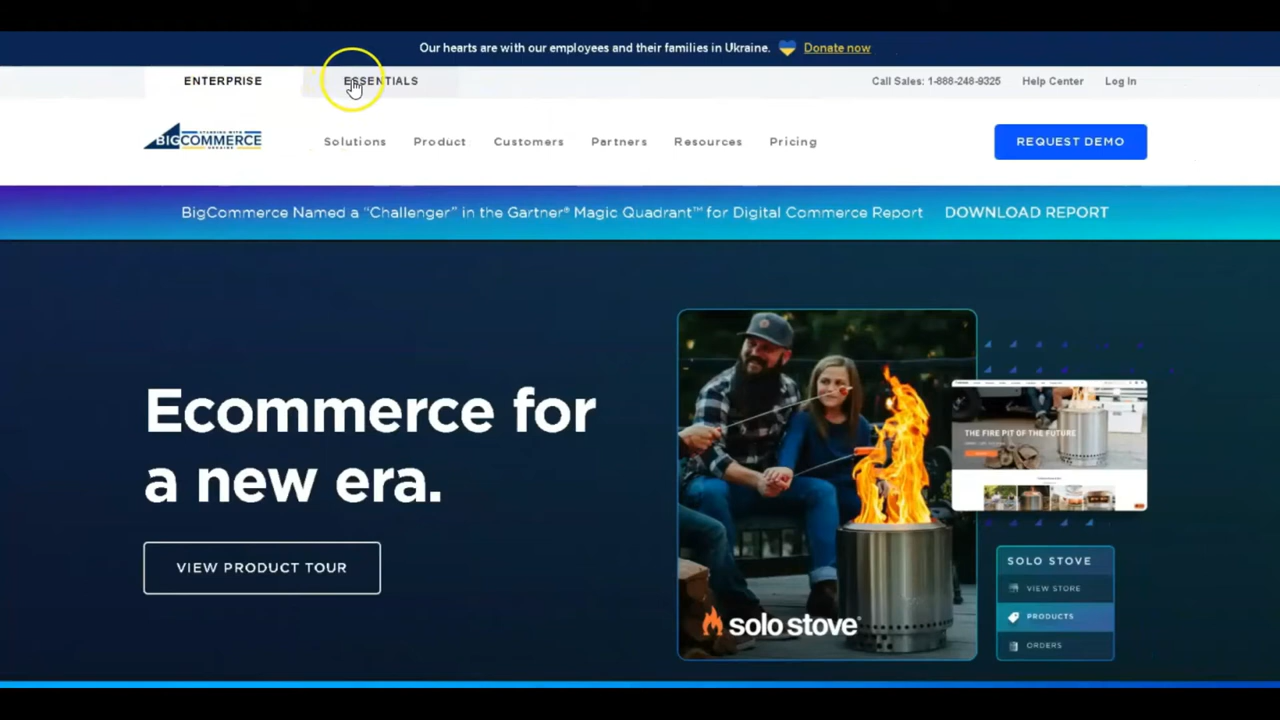 Our hearts are with our employees and their families in Ukraine. Donate now
ENTERPRISE ESSENTIALS Call Sales: 1-888-248-9325 Help Center Log In
BIGCOMMERCE Solutions Product Customers Partners Resources Pricing REQUEST DEMO
BigCommerce Named a “Challenger” in the Gartner® Magic Quadrant™ for Digital Commerce Report DOWNLOAD REPORT
Ecommerce for
a new era.
VIEW PRODUCT TOUR
THE FIRE PIT OF THE FUTURE
solo stove
SOLO STOVE
VIEW STORE
PRODUCTS
ORDERS